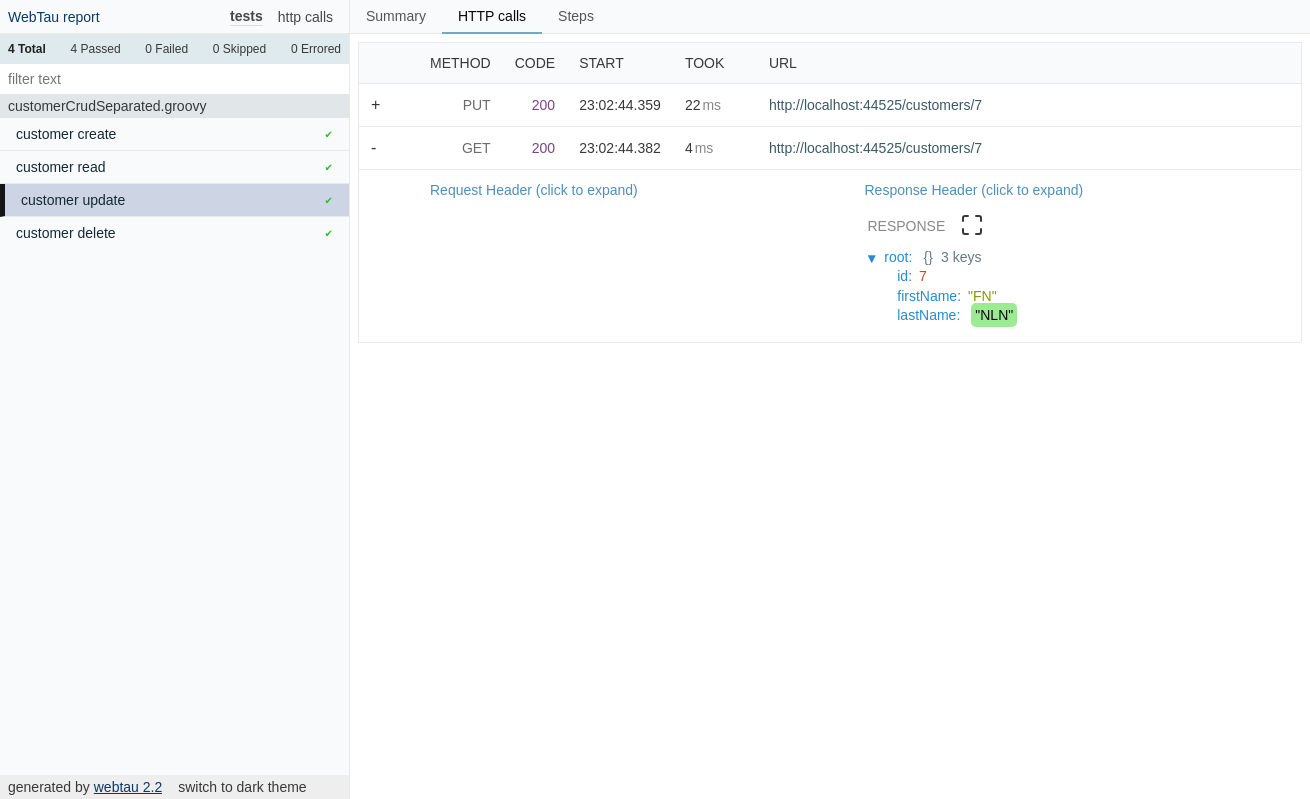 WebTau report tests http calls
4 Total 4 Passed 0 Failed 0 Skipped 0 Errored
filter text
customerCrudSeparated.groovy
customer create ✔
customer read ✔
customer update ✔
customer delete ✔
generated by webtau 2.2 switch to dark theme
Summary HTTP calls Steps
METHOD CODE START TOOK URL
+ PUT 200 23:02:44.359 22 ms http://localhost:44525/customers/7
- GET 200 23:02:44.382 4 ms http://localhost:44525/customers/7
Request Header (click to expand) Response Header (click to expand)
RESPONSE
▼ root: {} 3 keys
id: 7
firstName: "FN"
lastName: "NLN"